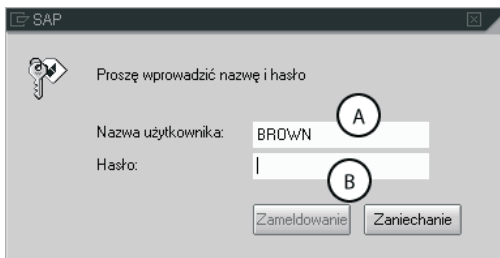 SAP
Proszę wprowadzić nazwę i hasło
A
Nazwa użytkownika: BROWN
Hasło:
B
Zameldowanie Zaniechanie